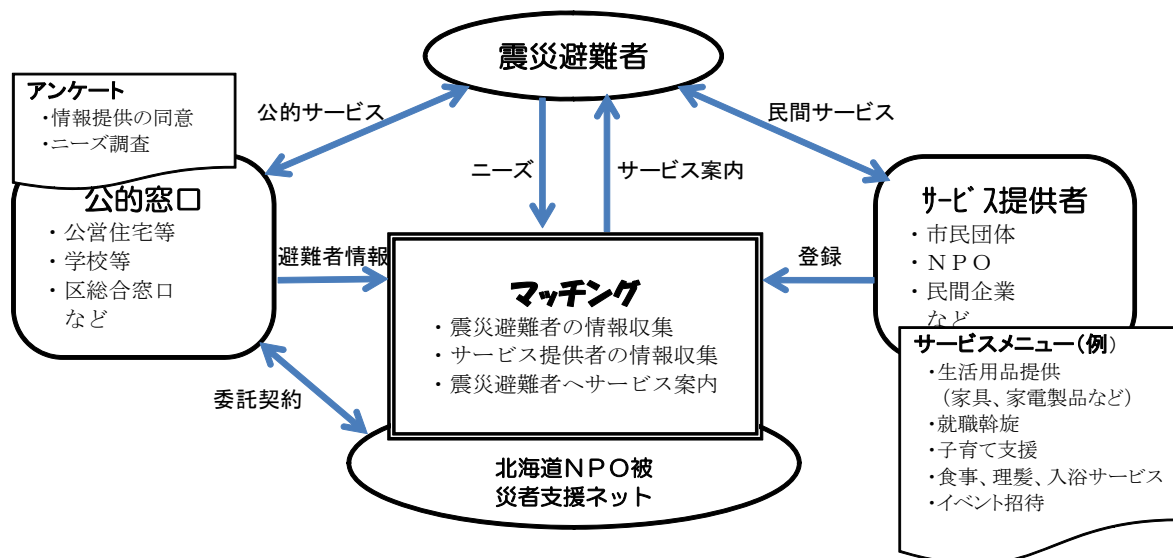 震災避難者
アンケート
・情報提供の同意
・ニーズ調査
公的サービス
民間サービス
ニーズ
サービス案内
公的窓口
・公営住宅等
・学校等
・区総合窓口
など
避難者情報
マッチング
・震災避難者の情報収集
・サービス提供者の情報収集
・震災避難者へサービス案内
登録
サービス提供者
・市民団体
・ＮＰＯ
・民間企業
など
委託契約
北海道ＮＰＯ被
災者支援ネット
サービスメニュー（例）
・生活用品提供
（家具、家電製品など）
・就職斡旋
・子育て支援
・食事、理髪、入浴サービス
・イベント招待